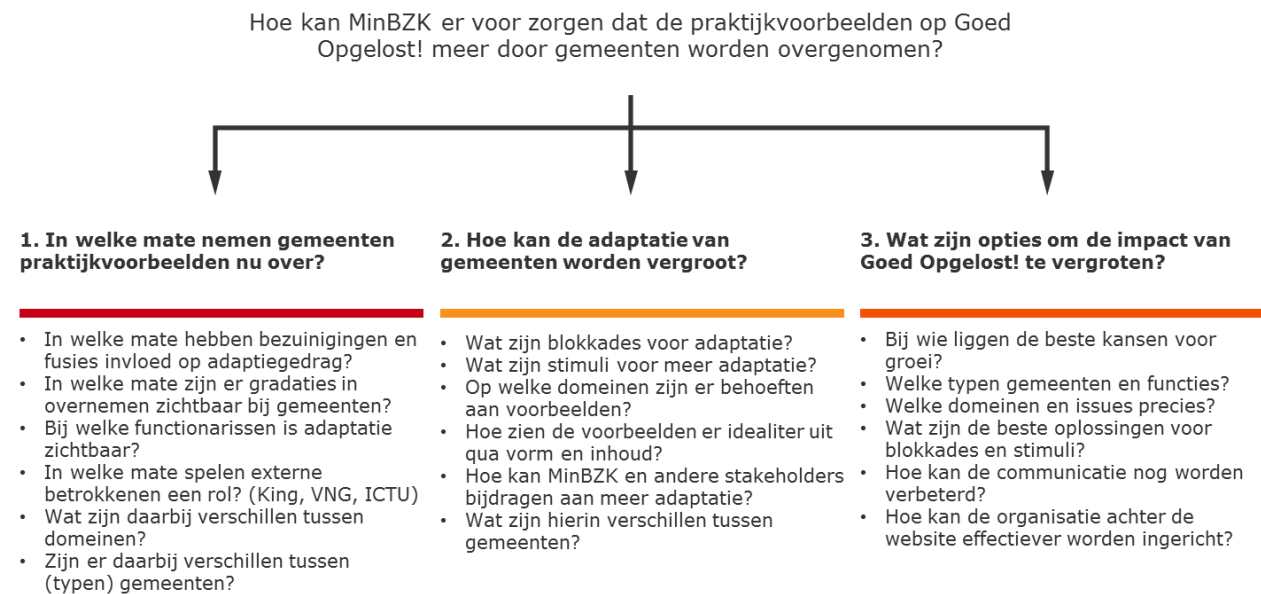 Hoe kan MinBZK er voor zorgen dat de praktijkvoorbeelden op Goed
Opgelost! meer door gemeenten worden overgenomen?
1. In welke mate nemen gemeenten
praktijkvoorbeelden nu over?
• In welke mate hebben bezuinigingen en
fusies invloed op adaptiegedrag?
• In welke mate zijn er gradaties in
overnemen zichtbaar bij gemeenten?
• Bij welke functionarissen is adaptatie
zichtbaar?
• In welke mate spelen externe
betrokkenen een rol? (King, VNG, ICTU)
• Wat zijn daarbij verschillen tussen
domeinen?
• Zijn er daarbij verschillen tussen
(typen) gemeenten?
2. Hoe kan de adaptatie van
gemeenten worden vergroot?
• Wat zijn blokkades voor adaptatie?
• Wat zijn stimuli voor meer adaptatie?
• Op welke domeinen zijn er behoeften
aan voorbeelden?
• Hoe zien de voorbeelden er idealiter uit
qua vorm en inhoud?
• Hoe kan MinBZK en andere stakeholders
bijdragen aan meer adaptatie?
• Wat zijn hierin verschillen tussen
gemeenten?
3. Wat zijn opties om de impact van
Goed Opgelost! te vergroten?
• Bij wie liggen de beste kansen voor
groei?
• Welke typen gemeenten en functies?
• Welke domeinen en issues precies?
• Wat zijn de beste oplossingen voor
blokkades en stimuli?
• Hoe kan de communicatie nog worden
verbeterd?
• Hoe kan de organisatie achter de
website effectiever worden ingericht?